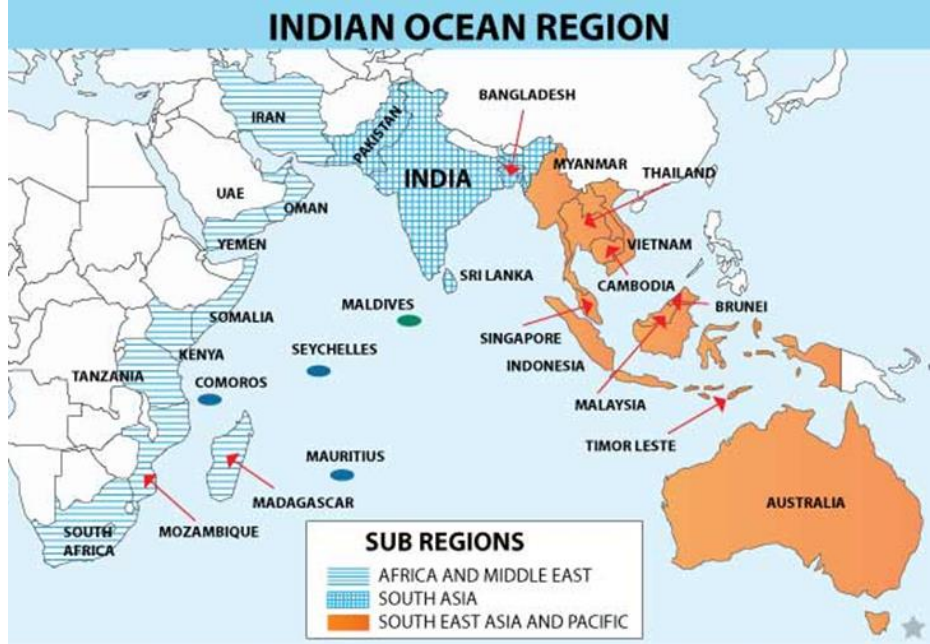 INDIAN OCEAN REGION
BANGLADESH
IRAN
PAKISTAN
MYANMAR
THAILAND
INDIA
UAE
OMAN
YEMEN
VIETNAM
SRI LANKA
CAMBODIA
MALDIVES
BRUNEI
SOMALIA
SINGAPORE
SEYCHELLES
KENYA
INDONESIA
TANZANIA
COMOROS
MALAYSIA
TIMOR LESTE
MAURITIUS
MADAGASCAR
AUSTRALIA
SOUTH
AFRICA
MOZAMBIQUE
SUB REGIONS
AFRICA AND MIDDLE EAST
SOUTH ASIA
SOUTH EAST ASIA AND PACIFIC